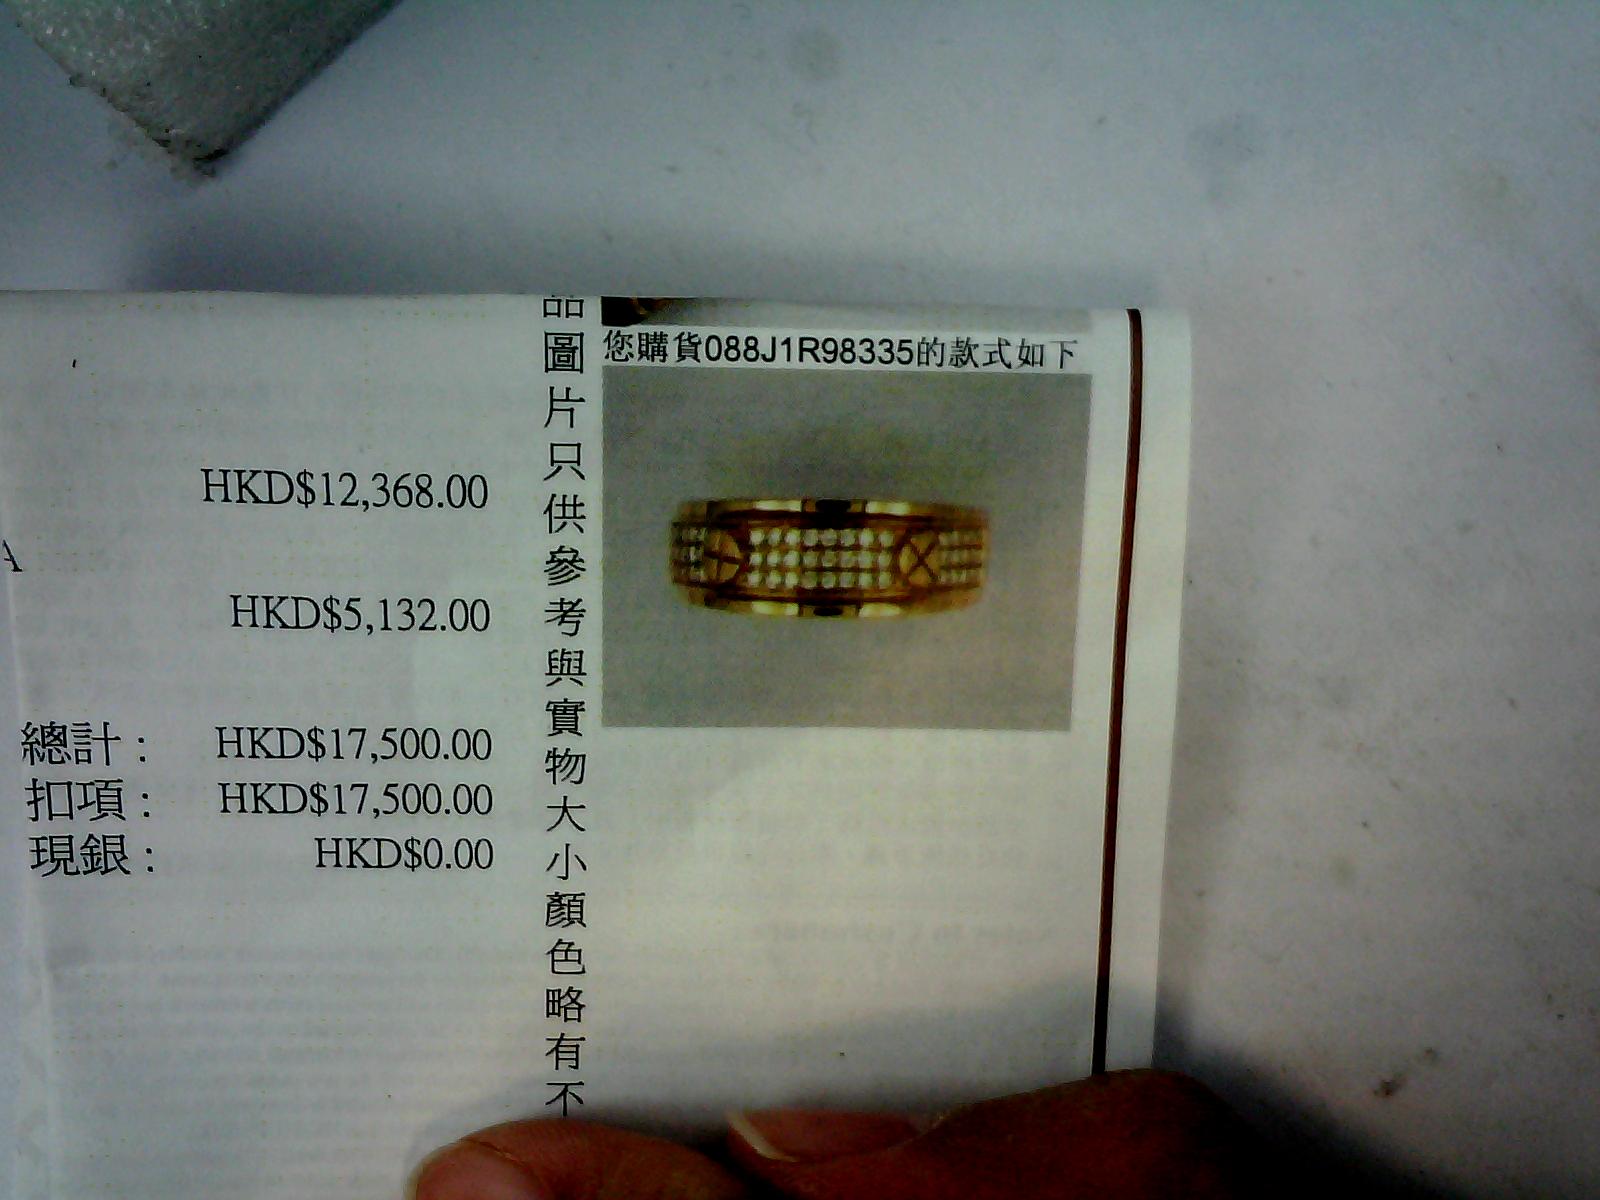 HKD$12,368.00
A
HKD$5,132.00
總計： HKD$17,500.00
扣項： HKD$17,500.00
現銀： HKD$0.00
品圖片只供參考與實物大小顏色略有不
您購貨088J1R98335的款式如下